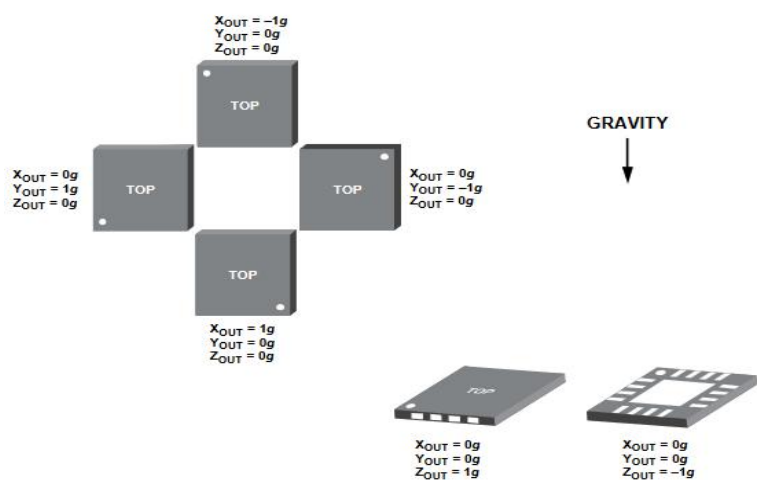 XOUT = –1g
YOUT = 0g
ZOUT = 0g
TOP
GRAVITY
XOUT = 0g
YOUT = 1g
ZOUT = 0g
TOP
TOP
XOUT = 0g
YOUT = –1g
ZOUT = 0g
TOP
XOUT = 1g
YOUT = 0g
ZOUT = 0g
TOP
XOUT = 0g
YOUT = 0g
ZOUT = 1g
XOUT = 0g
YOUT = 0g
ZOUT = –1g